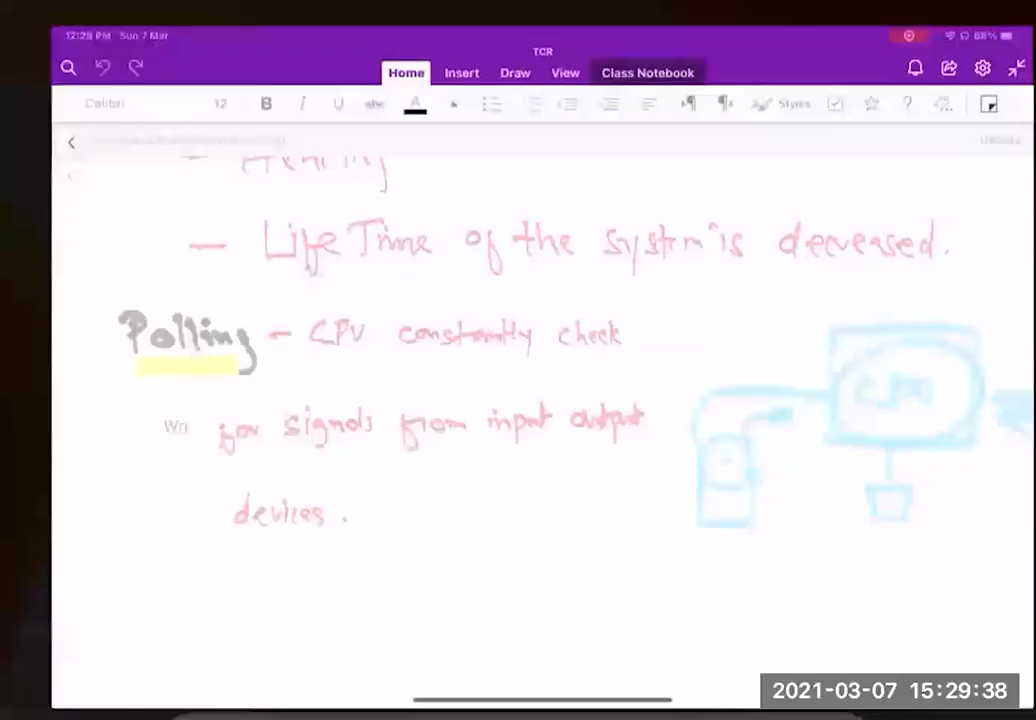 12:29 PM Sun 7 Mar
68%
TCR
Home Insert Draw View Class Notebook
Calibri 12 B I U abc A Styles ?
- Life Time of the system is decreased.
Polling - CPU constantly check
for signals from input output
devices.
CPU
2021-03-07 15:29:38